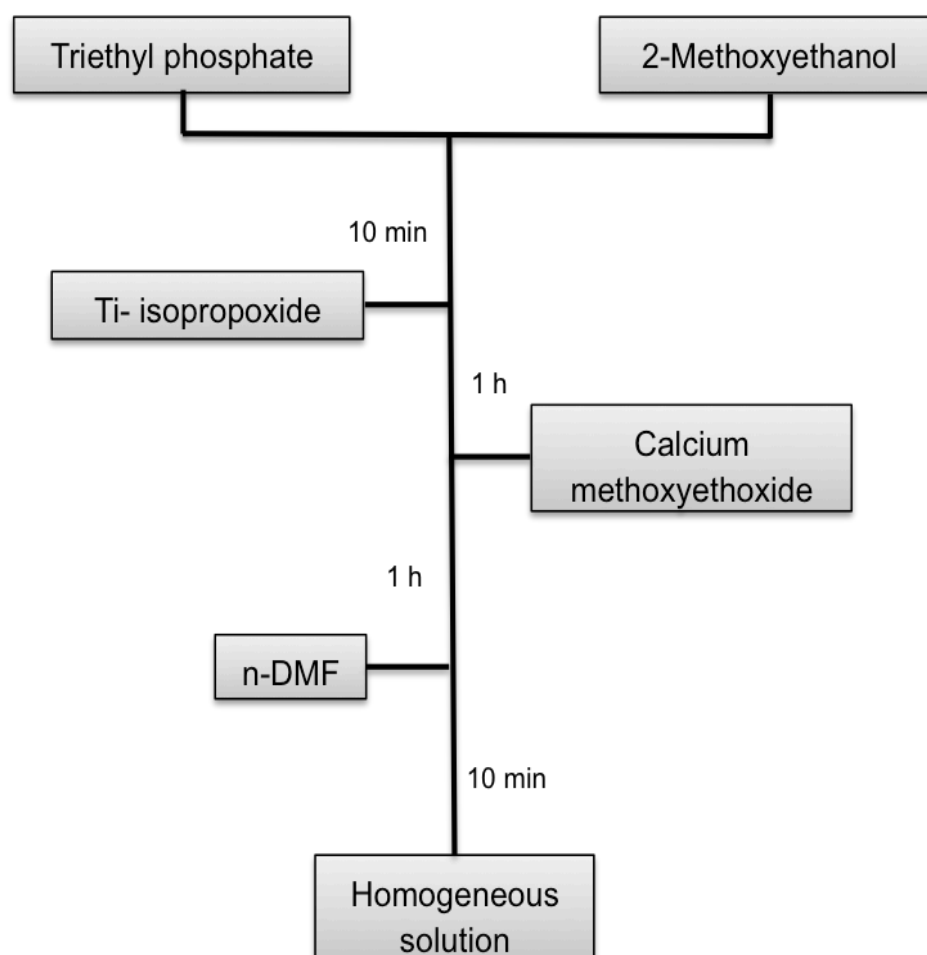 Triethyl phosphate
2-Methoxyethanol
10 min
Ti- isopropoxide
1 h
Calcium
methoxyethoxide
1 h
n-DMF
10 min
Homogeneous
solution